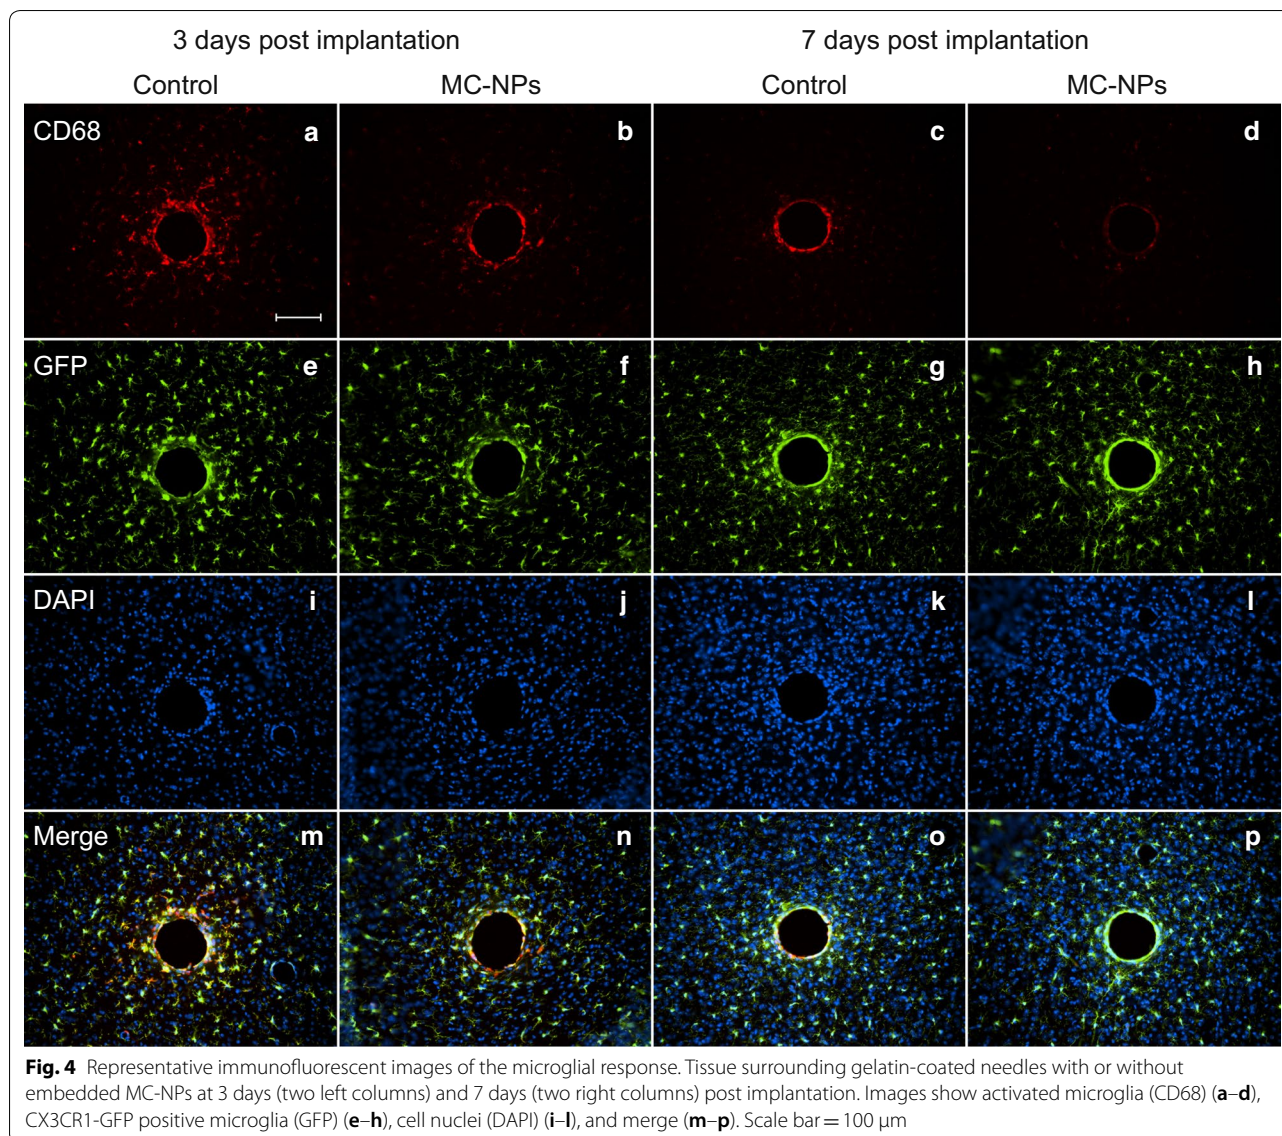 3 days post implantation 7 days post implantation
Control MC-NPs Control MC-NPs
CD68 a b c d
GFP e f g h
DAPI i j k l
Merge m n o p
Fig. 4 Representative immunofluorescent images of the microglial response. Tissue surrounding gelatin-coated needles with or without
embedded MC-NPs at 3 days (two left columns) and 7 days (two right columns) post implantation. Images show activated microglia (CD68) (a–d),
CX3CR1-GFP positive microglia (GFP) (e–h), cell nuclei (DAPI) (i–l), and merge (m–p). Scale bar = 100 μm